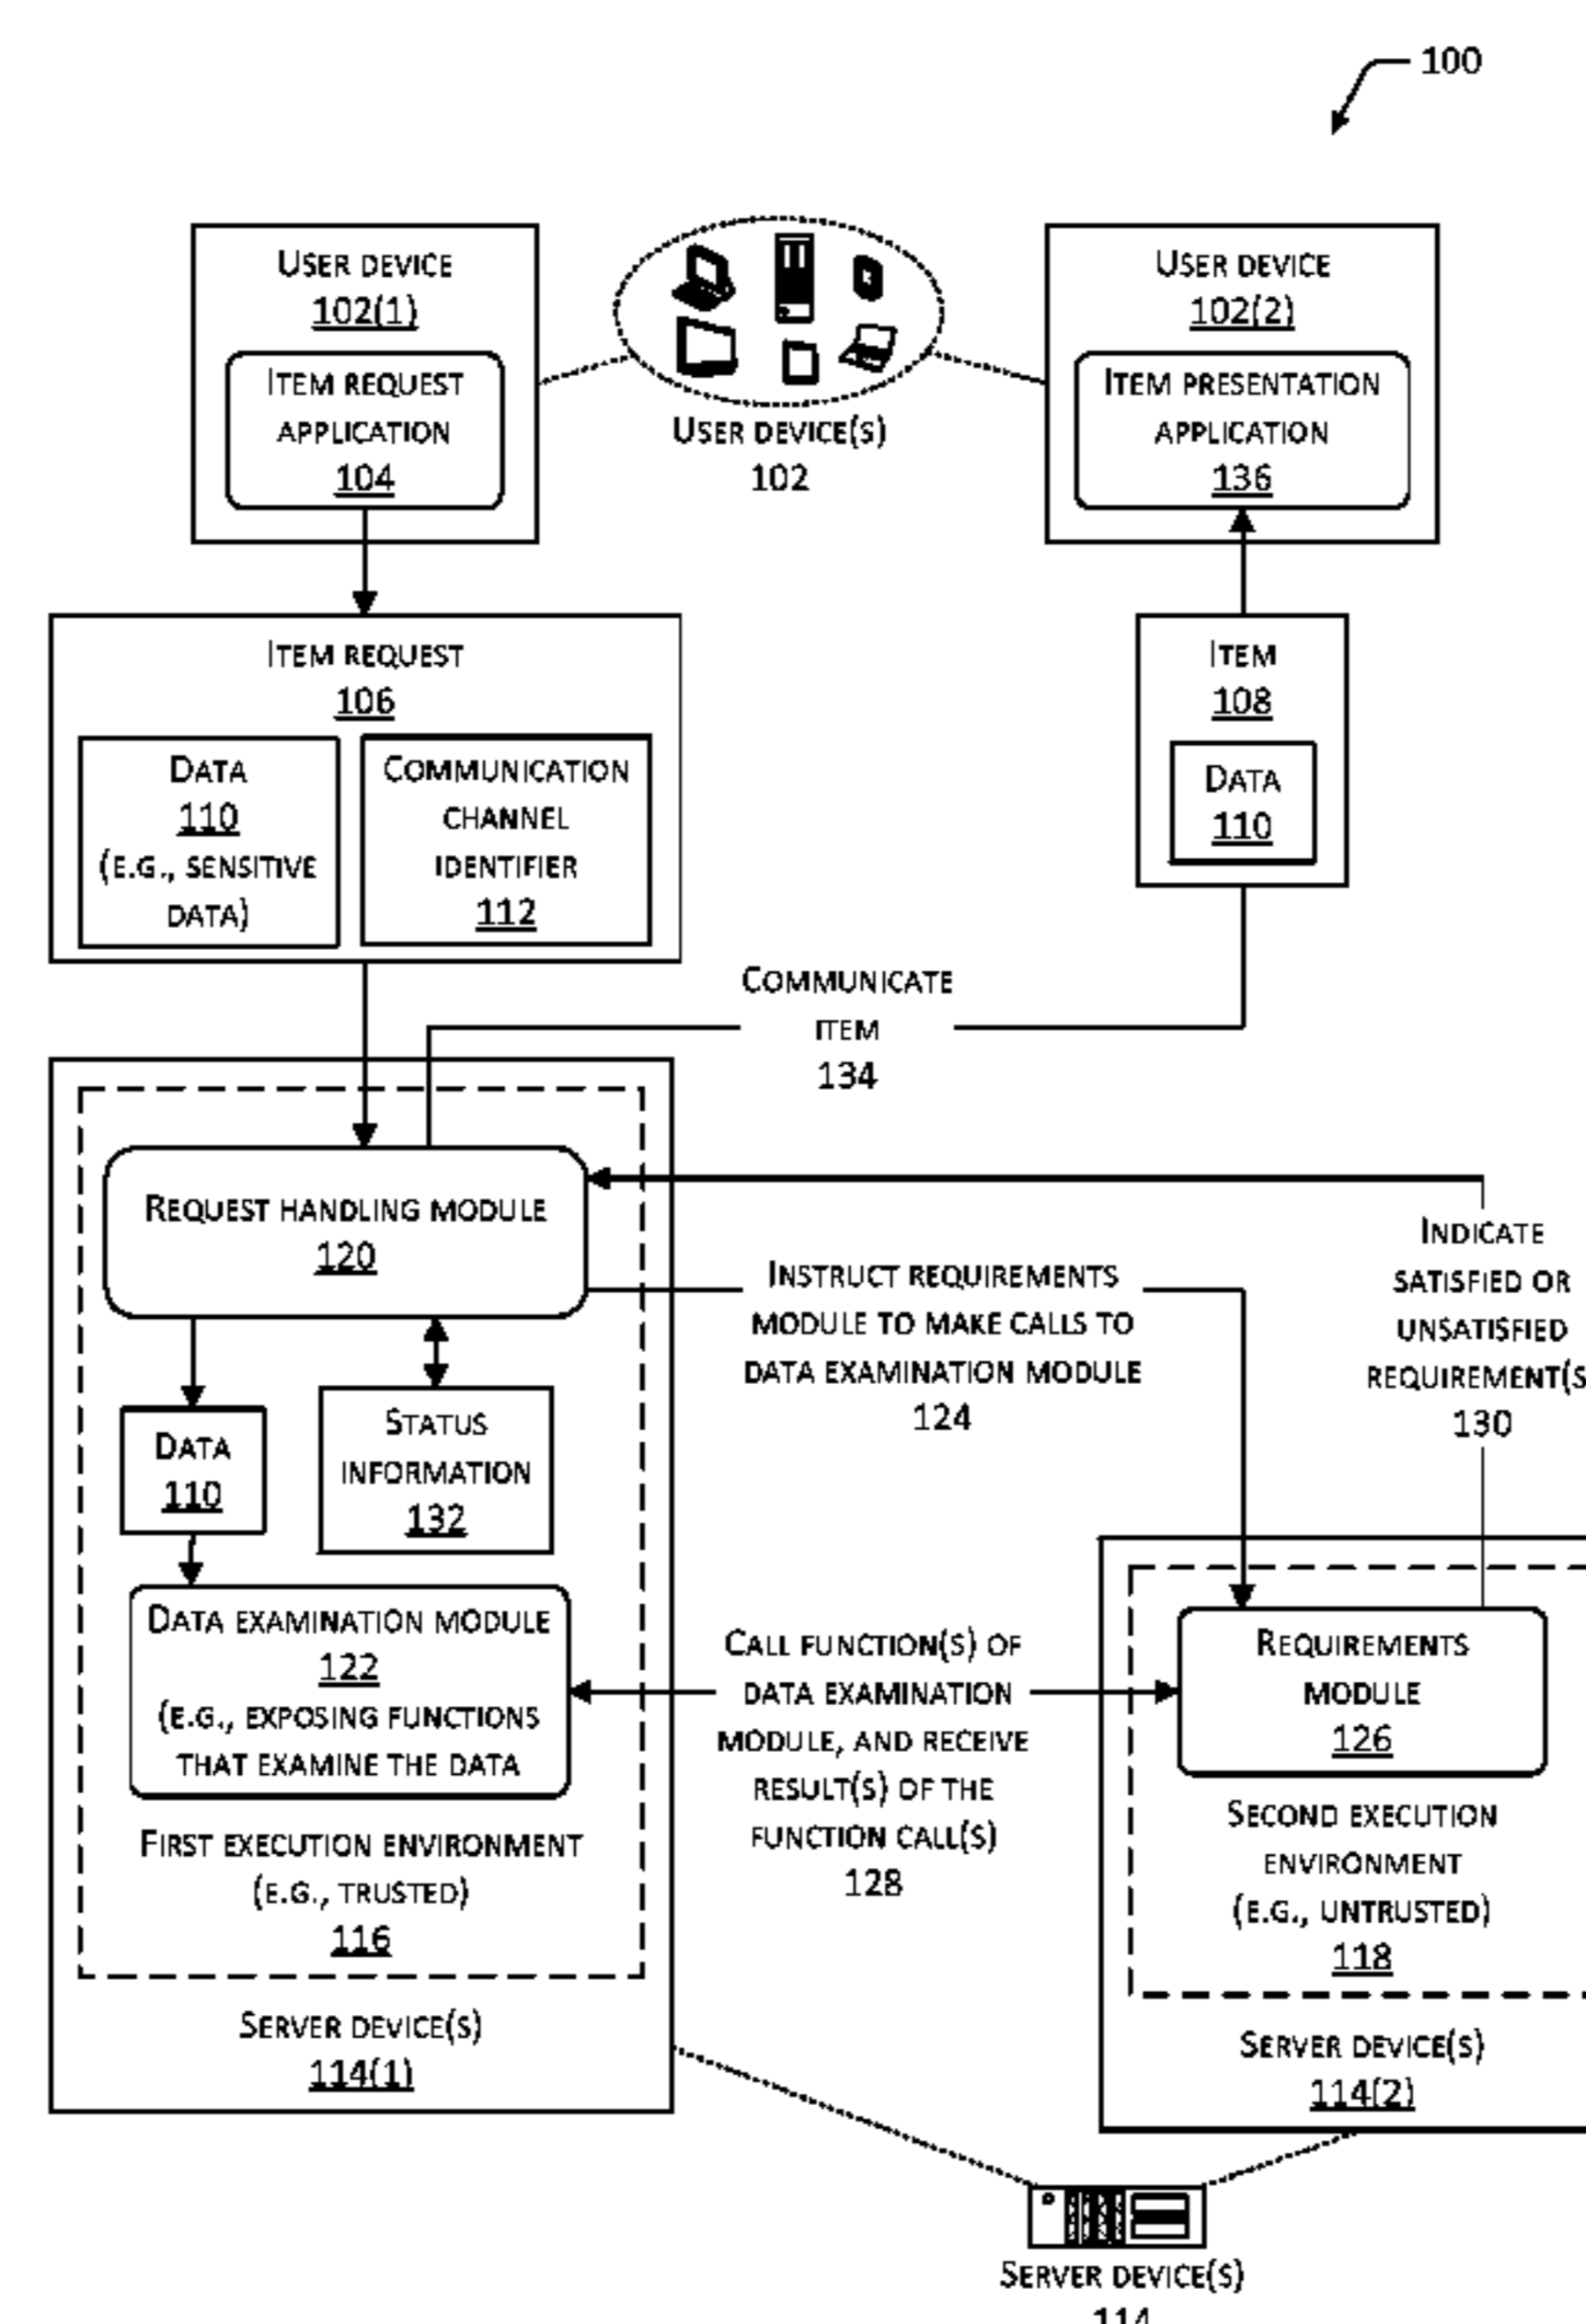 100
USER DEVICE
102(1)
ITEM REQUEST
APPLICATION
104
USER DEVICE(S)
102
USER DEVICE
102(2)
ITEM PRESENTATION
APPLICATION
136
ITEM REQUEST
106
DATA
110
(E.G., SENSITIVE
DATA)
COMMUNICATION
CHANNEL
IDENTIFIER
112
ITEM
108
DATA
110
COMMUNICATE
ITEM
134
REQUEST HANDLING MODULE
120
INSTRUCT REQUIREMENTS
MODULE TO MAKE CALLS TO
DATA EXAMINATION MODULE
124
INDICATE
SATISFIED OR
UNSATISFIED
REQUIREMENT(S
130
DATA
110
STATUS
INFORMATION
132
DATA EXAMINATION MODULE
122
(E.G., EXPOSING FUNCTIONS
THAT EXAMINE THE DATA
FIRST EXECUTION ENVIRONMENT
(E.G., TRUSTED)
116
SERVER DEVICE(S)
114(1)
CALL FUNCTION(S) OF
DATA EXAMINATION
MODULE, AND RECEIVE
RESULT(S) OF THE
FUNCTION CALL(S)
128
REQUIREMENTS
MODULE
126
SECOND EXECUTION
ENVIRONMENT
(E.G., UNTRUSTED)
118
SERVER DEVICE(S)
114(2)
SERVER DEVICE(S)
114